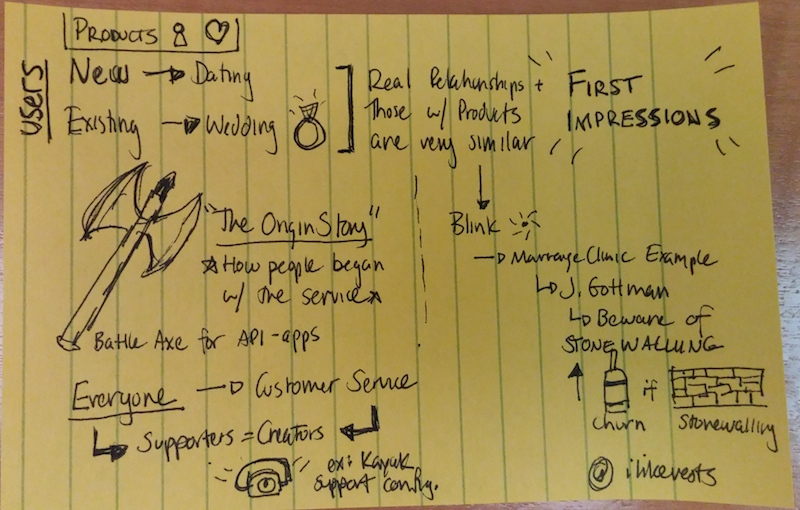 PRODUCTS
USERS
New → Dating
Existing → Wedding
Real Relationships +
Those w/ Products
are very similar
FIRST
IMPRESSIONS
"The Origin Story"
How people began
w/ the service
Battle Axe for API-apps
Everyone → Customer Service
Supporters = Creators
ex: Kayak
Support config.
Blink
→ Marriage Clinic Example
↳ J. Gottman
↳ Beware of
STONEWALLING
↑ churn if Stonewalling
© ilikevests